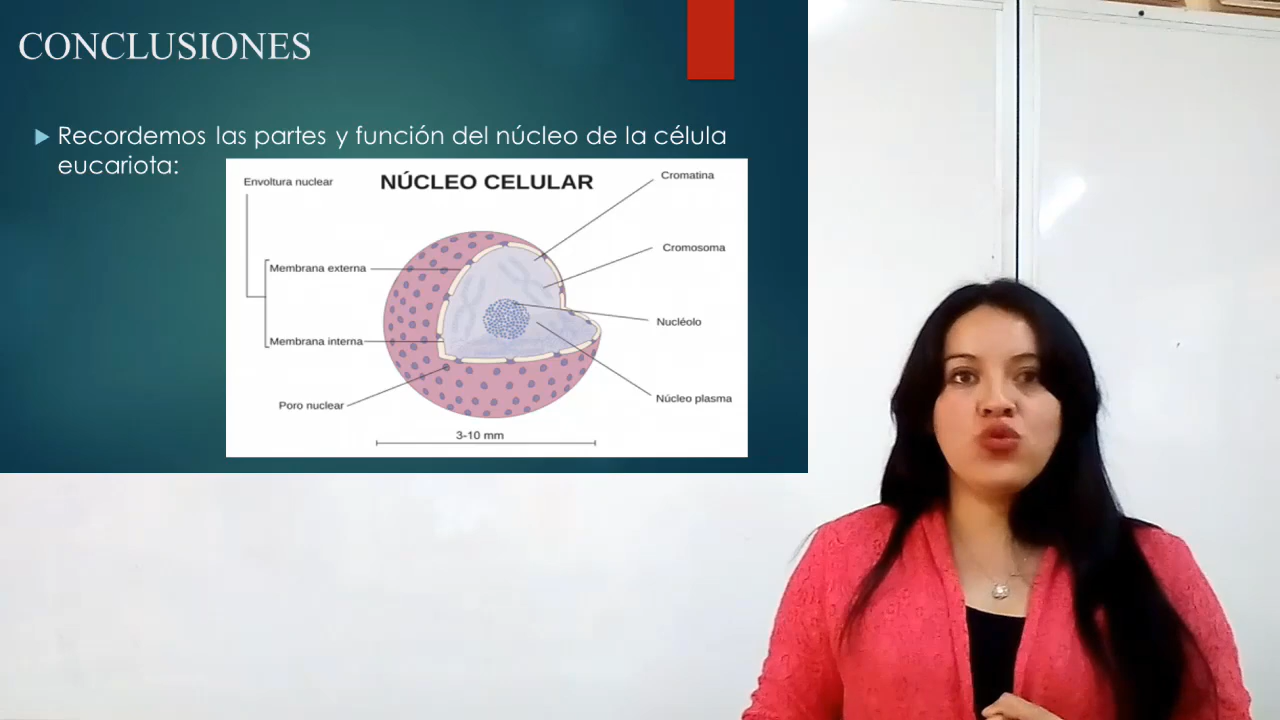 CONCLUSIONES
Recordemos las partes y función del núcleo de la célula
eucariota:
NÚCLEO CELULAR
Envoltura nuclear
Cromatina
Cromosoma
Membrana externa
Nucléolo
Membrana interna
Núcleo plasma
Poro nuclear
3-10 mm